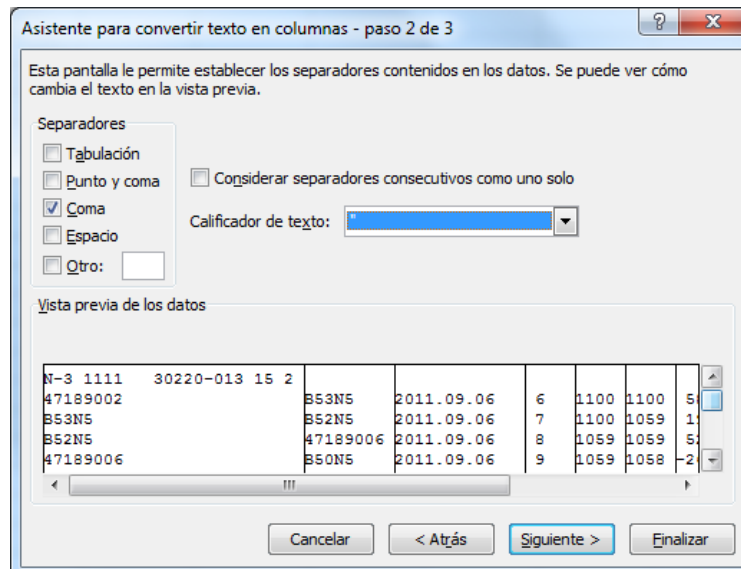 Asistente para convertir texto en columnas - paso 2 de 3
Esta pantalla le permite establecer los separadores contenidos en los datos. Se puede ver cómo
cambia el texto en la vista previa.
Separadores
Tabulación
Punto y coma
Coma
Espacio
Otro:
Considerar separadores consecutivos como uno solo
Calificador de texto: "
Vista previa de los datos
N-3 1111 30220-013 15 2
47189002 B53N5 2011.09.06 6 1100 1100
B53N5 B52N5 2011.09.06 7 1100 1059
B52N5 47189006 2011.09.06 8 1059 1059
47189006 B50N5 2011.09.06 9 1059 1058
Cancelar < Atrás Siguiente > Finalizar